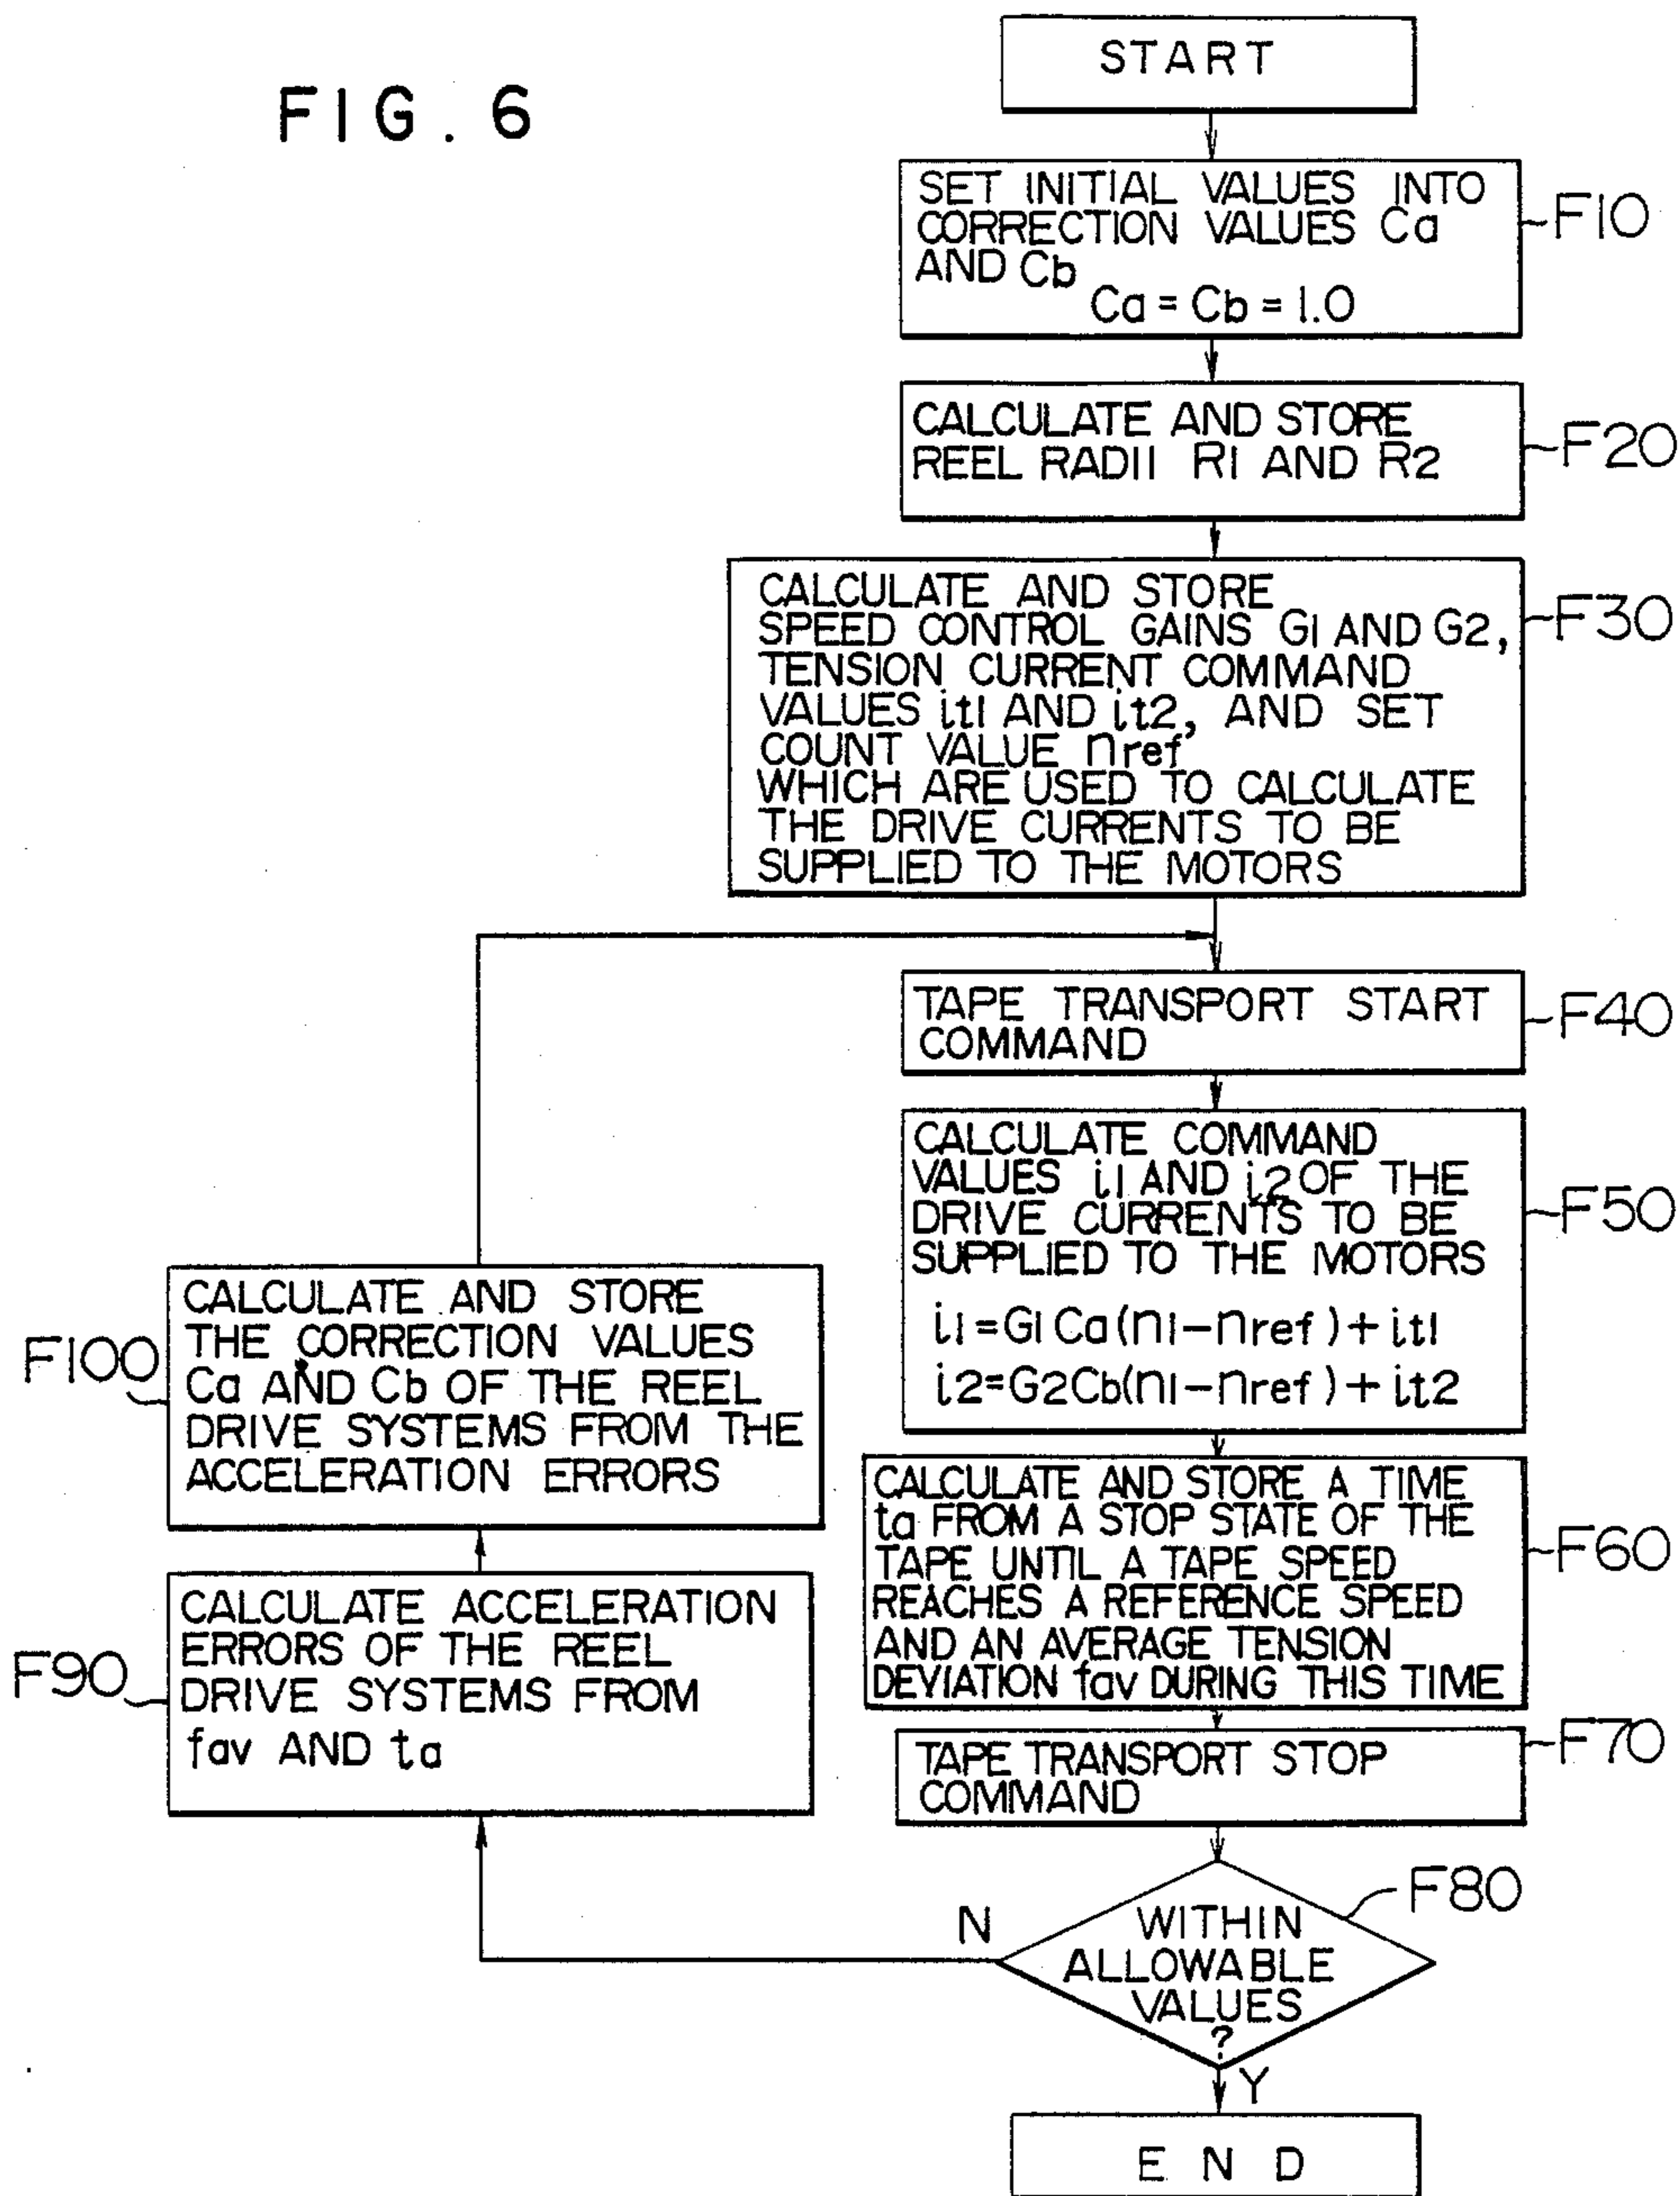 FIG. 6
START
SET INITIAL VALUES INTO
CORRECTION VALUES Ca
AND Cb
Ca = Cb = 1.0
F10
CALCULATE AND STORE
REEL RADII R1 AND R2
F20
CALCULATE AND STORE
SPEED CONTROL GAINS G1 AND G2,
TENSION CURRENT COMMAND
VALUES it1 AND it2, AND SET
COUNT VALUE nref
WHICH ARE USED TO CALCULATE
THE DRIVE CURRENTS TO BE
SUPPLIED TO THE MOTORS
F30
TAPE TRANSPORT START
COMMAND
F40
CALCULATE COMMAND
VALUES i1 AND i2 OF THE
DRIVE CURRENTS TO BE
SUPPLIED TO THE MOTORS
i1=G1Ca(n1-nref)+it1
i2=G2Cb(n1-nref)+it2
F50
CALCULATE AND STORE A TIME
ta FROM A STOP STATE OF THE
TAPE UNTIL A TAPE SPEED
REACHES A REFERENCE SPEED
AND AN AVERAGE TENSION
DEVIATION fav DURING THIS TIME
F60
TAPE TRANSPORT STOP
COMMAND
F70
WITHIN
ALLOWABLE
VALUES
?
F80
N
Y
CALCULATE ACCELERATION
ERRORS OF THE REEL
DRIVE SYSTEMS FROM
fav AND ta
F90
CALCULATE AND STORE
THE CORRECTION VALUES
Ca AND Cb OF THE REEL
DRIVE SYSTEMS FROM THE
ACCELERATION ERRORS
F100
END